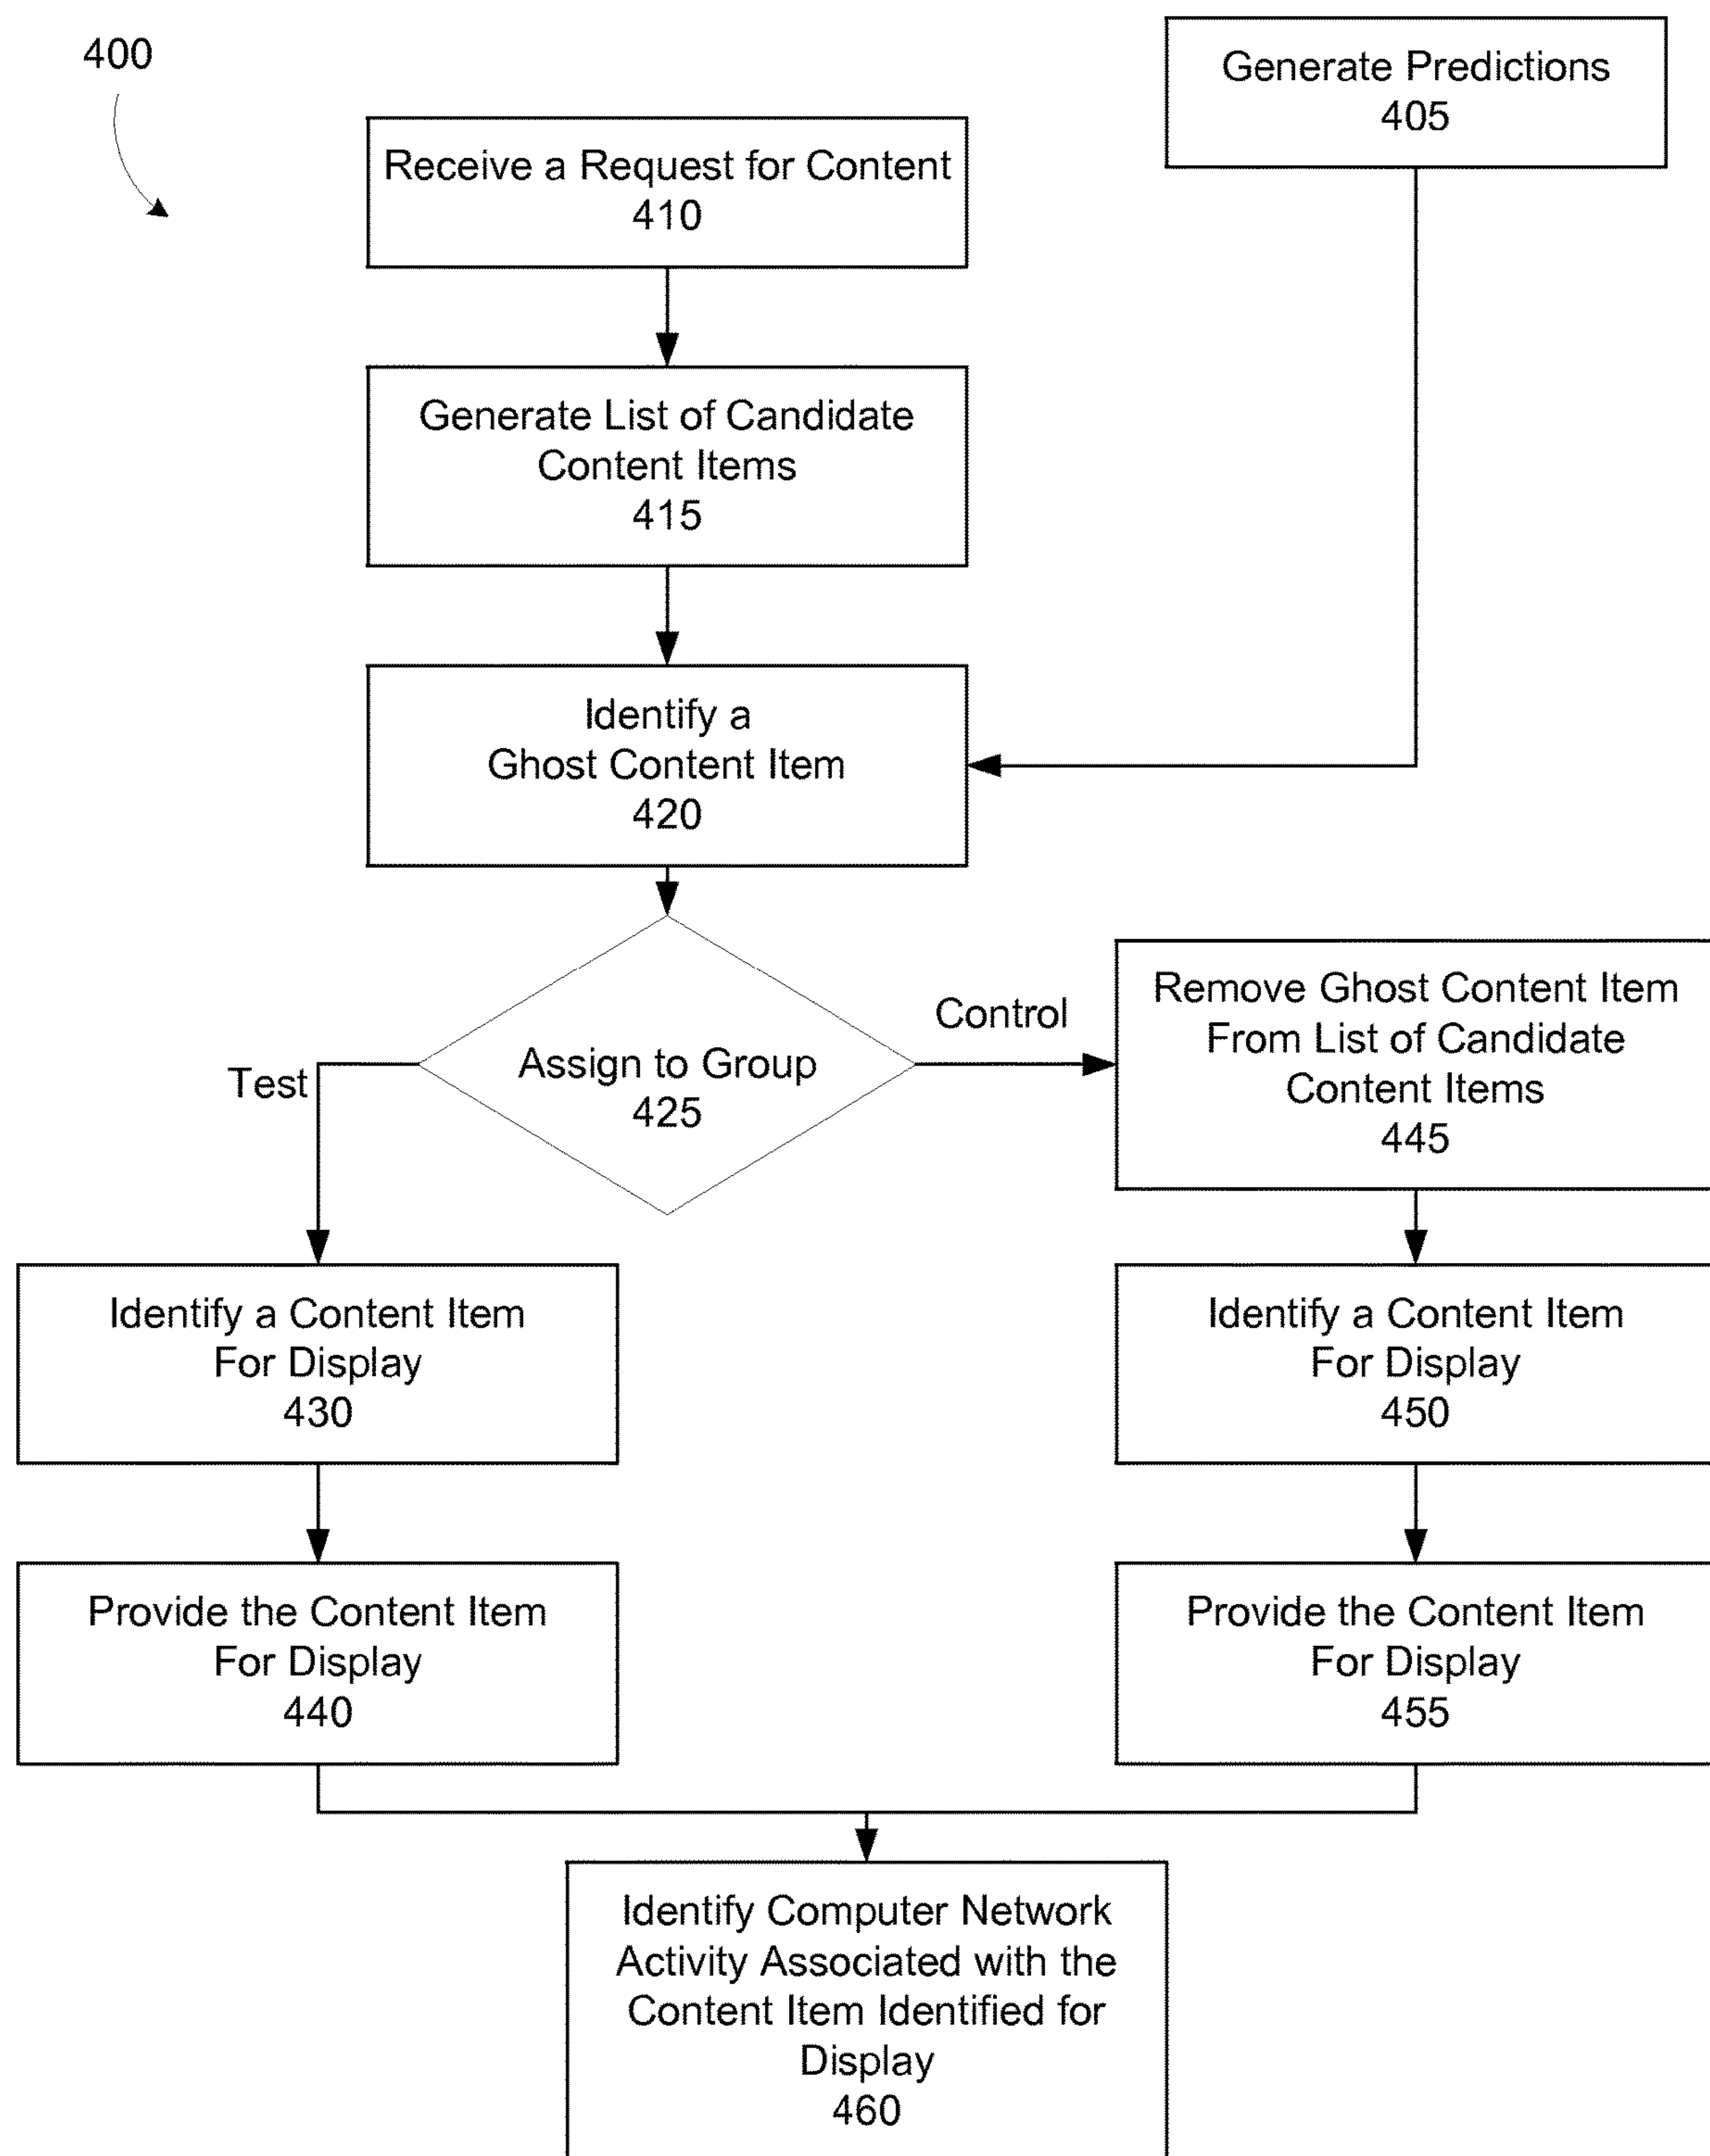 400
Generate Predictions
405
Receive a Request for Content
410
Generate List of Candidate
Content Items
415
Identify a
Ghost Content Item
420
Assign to Group
425
Test
Control
Remove Ghost Content Item
From List of Candidate
Content Items
445
Identify a Content Item
For Display
430
Identify a Content Item
For Display
450
Provide the Content Item
For Display
440
Provide the Content Item
For Display
455
Identify Computer Network
Activity Associated with the
Content Item Identified for
Display
460